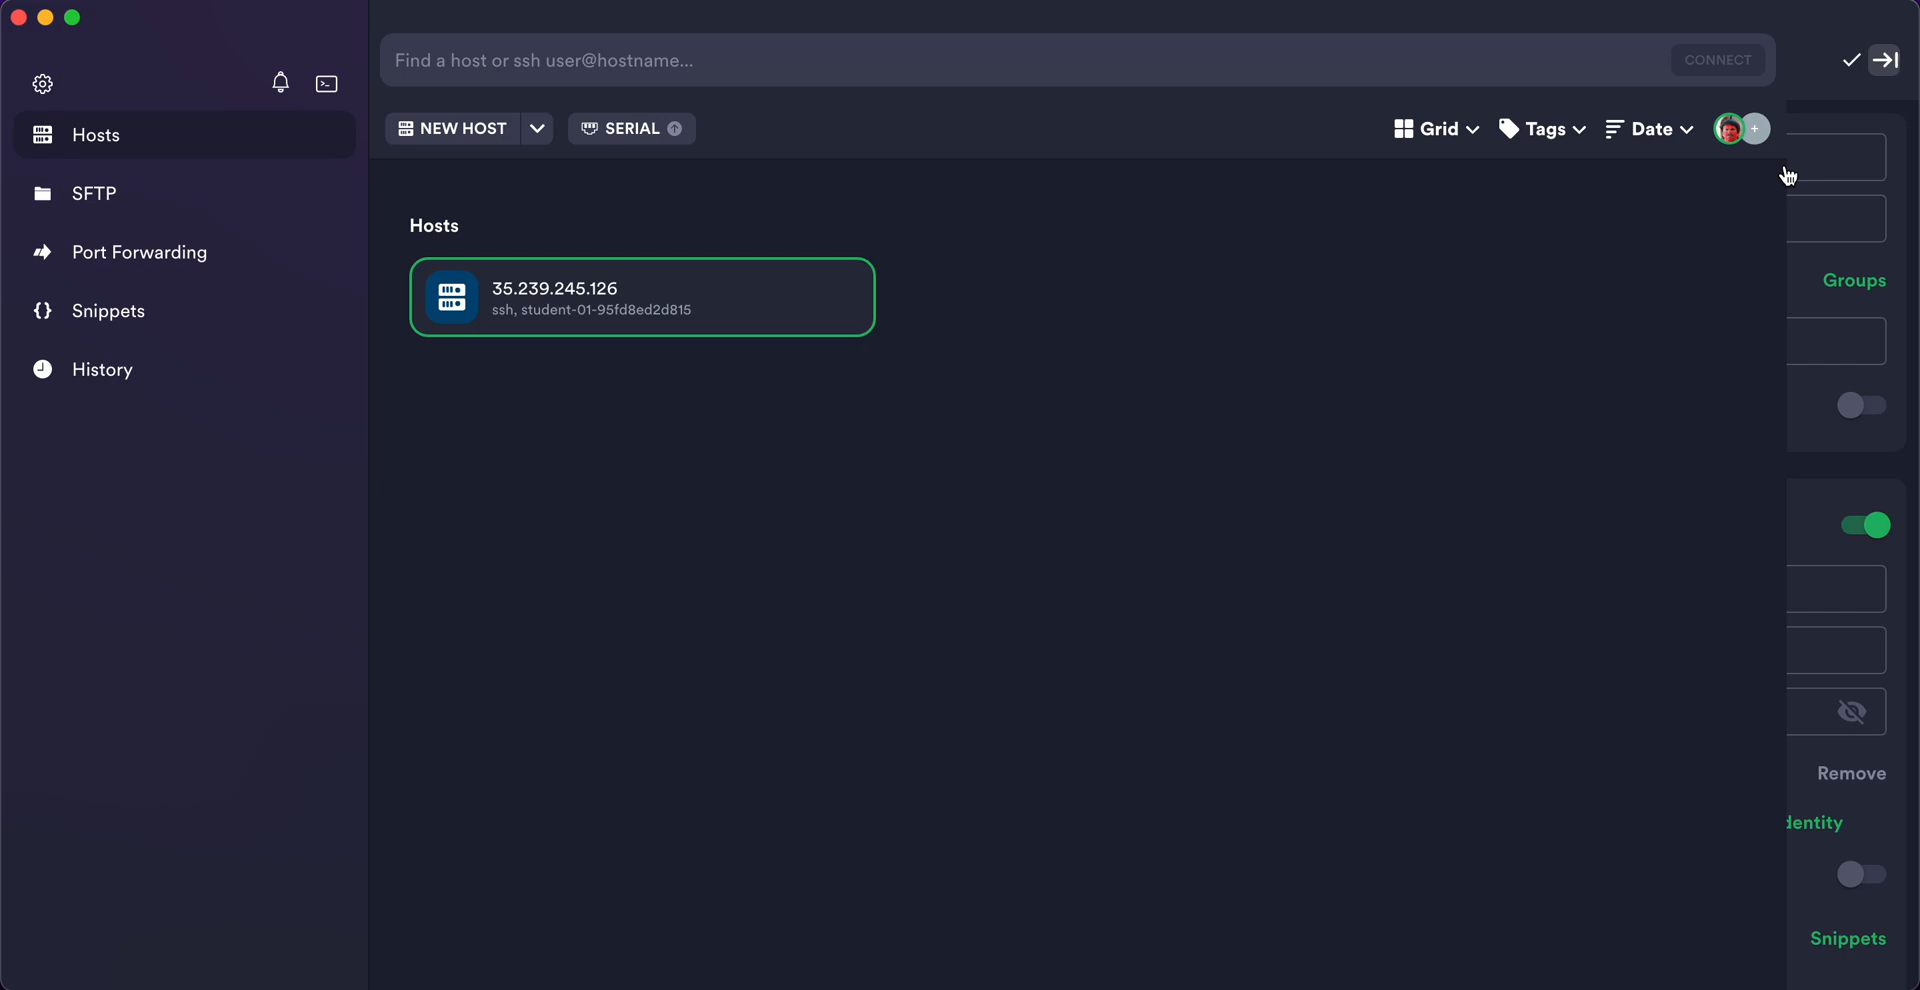 Find a host or ssh user@hostname...
CONNECT
Hosts
SFTP
Port Forwarding
Snippets
History
NEW HOST
SERIAL
Grid
Tags
Date
Hosts
35.239.245.126
ssh, student-01-95fd8ed2d815
Groups
Remove
dentity
Snippets